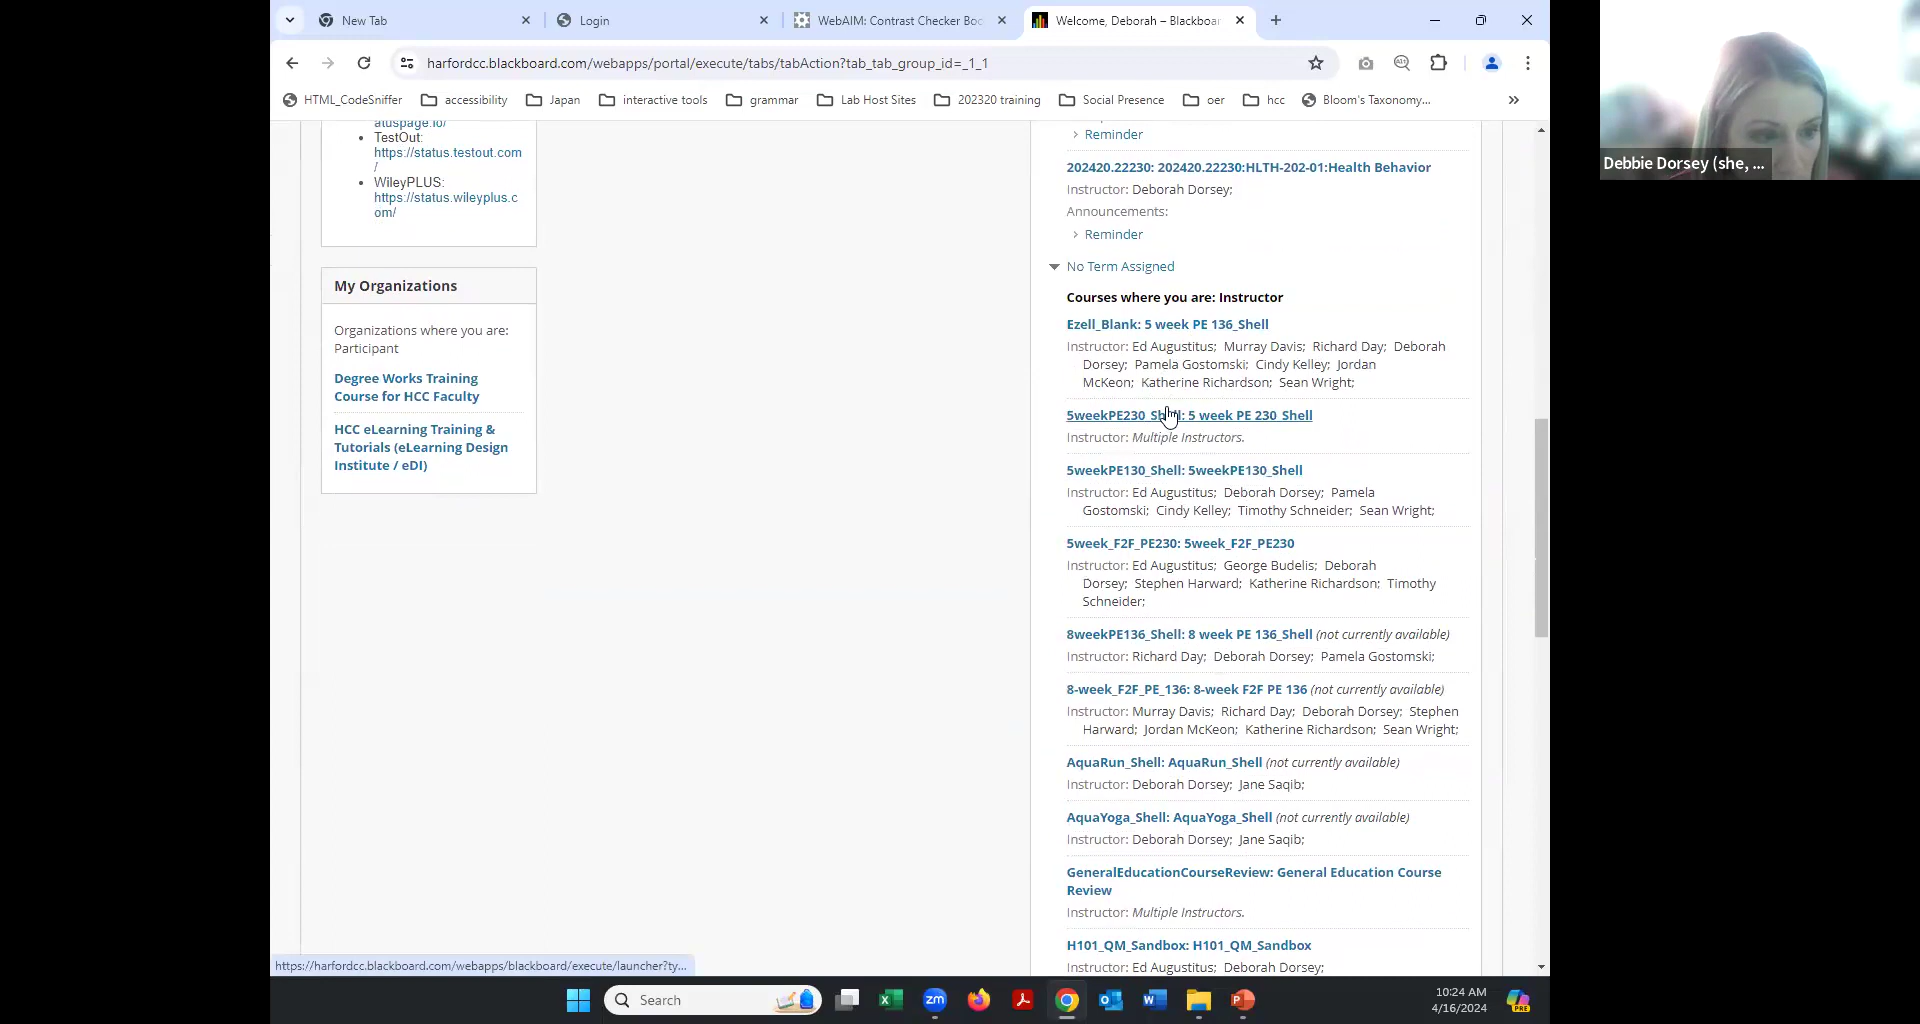 New Tab
Login
WebAIM: Contrast Checker Boo
Welcome, Deborah – Blackboar
harfordcc.blackboard.com/webapps/portal/execute/tabs/tabAction?tab_tab_group_id=_1_1
HTML_CodeSniffer
accessibility
Japan
interactive tools
grammar
Lab Host Sites
202320 training
Social Presence
oer
hcc
Bloom's Taxonomy...
»
Debbie Dorsey (she, ...
atuspage.io/
TestOut:
https://status.testout.com
/
WileyPLUS:
https://status.wileyplus.c
om/
My Organizations
Organizations where you are:
Participant
Degree Works Training
Course for HCC Faculty
HCC eLearning Training &
Tutorials (eLearning Design
Institute / eDI)
Reminder
202420.22230: 202420.22230:HLTH-202-01:Health Behavior
Instructor: Deborah Dorsey;
Announcements:
Reminder
No Term Assigned
Courses where you are: Instructor
Ezell_Blank: 5 week PE 136_Shell
Instructor: Ed Augustitus; Murray Davis; Richard Day; Deborah
Dorsey; Pamela Gostomski; Cindy Kelley; Jordan
McKeon; Katherine Richardson; Sean Wright;
5weekPE230_Shell: 5 week PE 230_Shell
Instructor: Multiple Instructors.
5weekPE130_Shell: 5weekPE130_Shell
Instructor: Ed Augustitus; Deborah Dorsey; Pamela
Gostomski; Cindy Kelley; Timothy Schneider; Sean Wright;
5week_F2F_PE230: 5week_F2F_PE230
Instructor: Ed Augustitus; George Budelis; Deborah
Dorsey; Stephen Harward; Katherine Richardson; Timothy
Schneider;
8weekPE136_Shell: 8 week PE 136_Shell (not currently available)
Instructor: Richard Day; Deborah Dorsey; Pamela Gostomski;
8-week_F2F_PE_136: 8-week F2F PE 136 (not currently available)
Instructor: Murray Davis; Richard Day; Deborah Dorsey; Stephen
Harward; Jordan McKeon; Katherine Richardson; Sean Wright;
AquaRun_Shell: AquaRun_Shell (not currently available)
Instructor: Deborah Dorsey; Jane Saqib;
AquaYoga_Shell: AquaYoga_Shell (not currently available)
Instructor: Deborah Dorsey; Jane Saqib;
GeneralEducationCourseReview: General Education Course
Review
Instructor: Multiple Instructors.
H101_QM_Sandbox: H101_QM_Sandbox
Instructor: Ed Augustitus; Deborah Dorsey;
https://harfordcc.blackboard.com/webapps/blackboard/execute/launcher?ty...
Search
zm
10:24 AM
4/16/2024
PRE